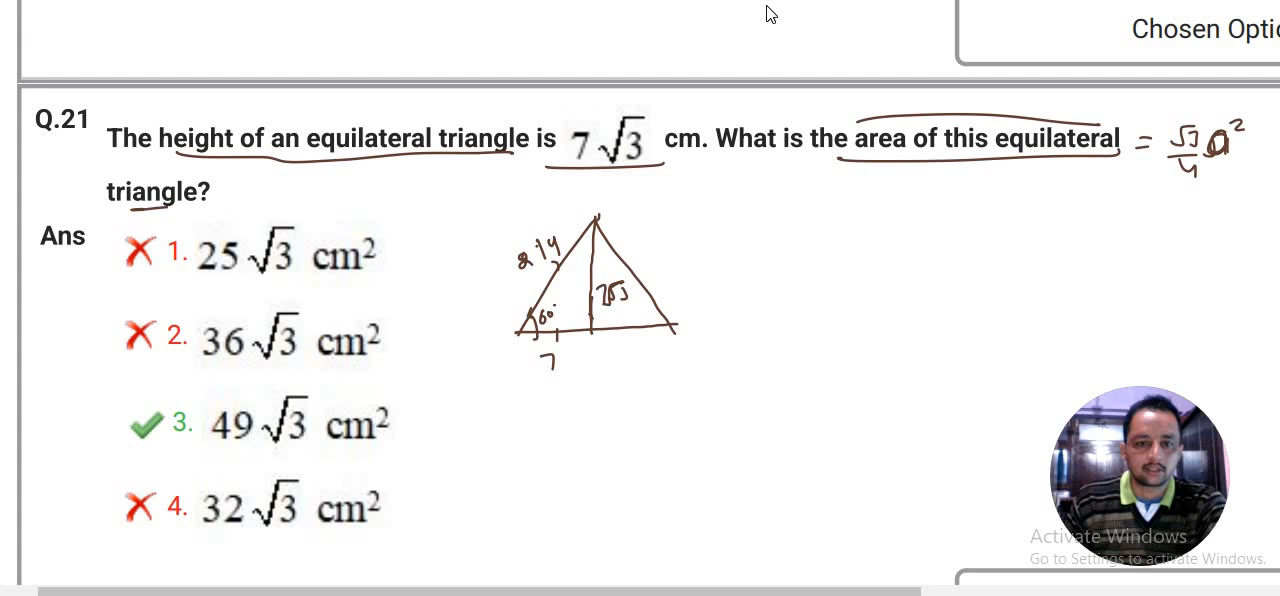 Chosen Optic
Q.21
The height of an equilateral triangle is 7√3 cm. What is the area of this equilateral = √3/4 a²
triangle?
Ans
1. 25√3 cm²
2. 36√3 cm²
3. 49√3 cm²
4. 32√3 cm²
14
60°
7√3
7
Activate Windows
Go to Settings to activate Windows.